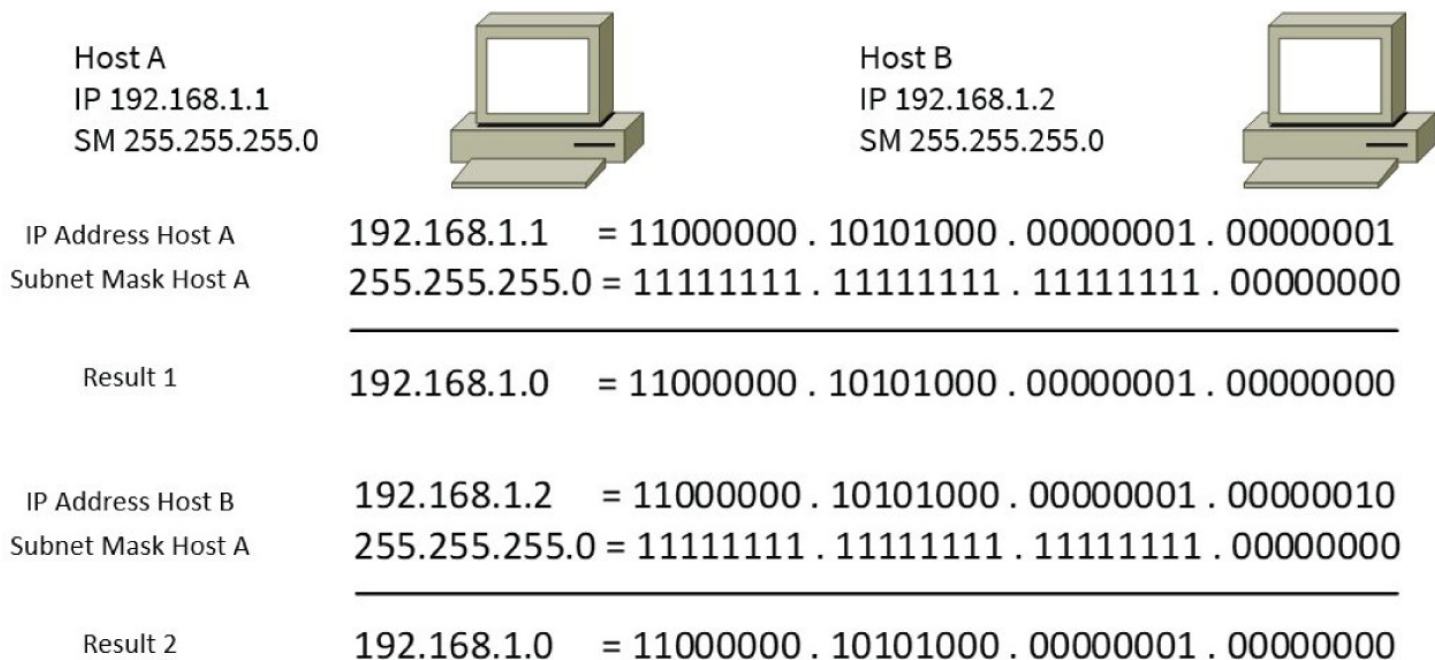 Host A
IP 192.168.1.1
SM 255.255.255.0
Host B
IP 192.168.1.2
SM 255.255.255.0
IP Address Host A 192.168.1.1 = 11000000 . 10101000 . 00000001 . 00000001
Subnet Mask Host A 255.255.255.0 = 11111111 . 11111111 . 11111111 . 00000000
Result 1 192.168.1.0 = 11000000 . 10101000 . 00000001 . 00000000
IP Address Host B 192.168.1.2 = 11000000 . 10101000 . 00000001 . 00000010
Subnet Mask Host A 255.255.255.0 = 11111111 . 11111111 . 11111111 . 00000000
Result 2 192.168.1.0 = 11000000 . 10101000 . 00000001 . 00000000